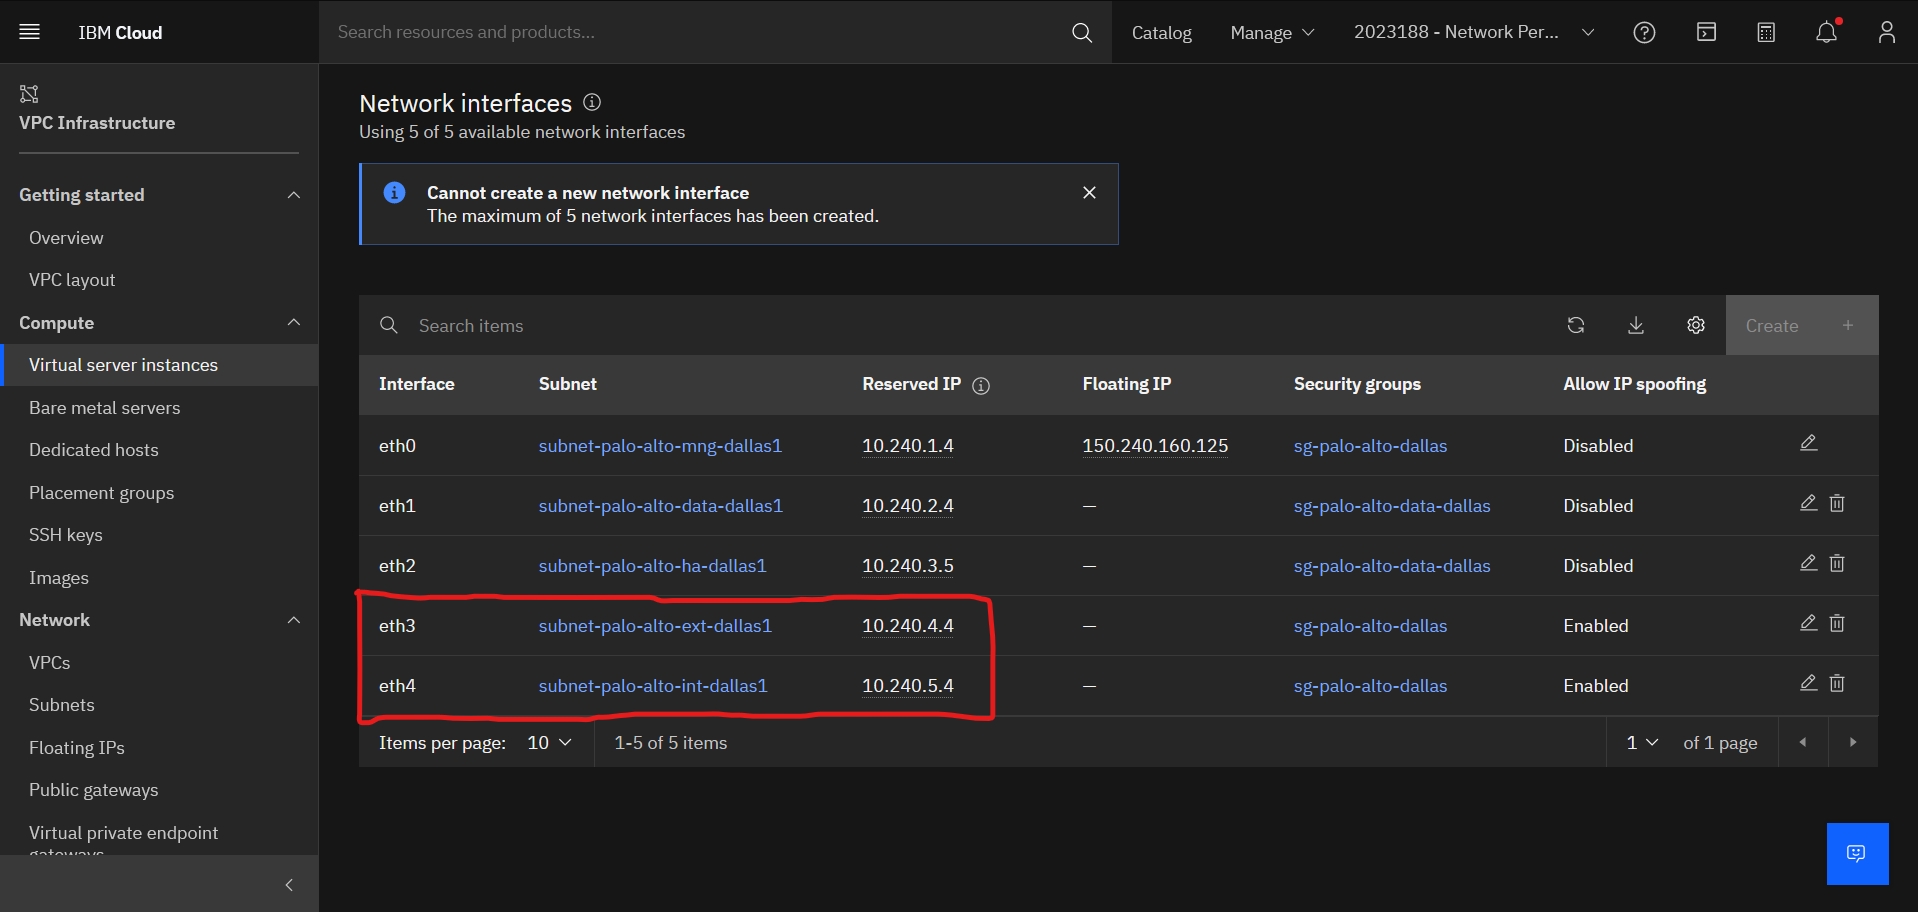 IBM Cloud
Search resources and products...
Catalog
Manage
2023188 - Network Per...
VPC Infrastructure
Getting started
Overview
VPC layout
Compute
Virtual server instances
Bare metal servers
Dedicated hosts
Placement groups
SSH keys
Images
Network
VPCs
Subnets
Floating IPs
Public gateways
Virtual private endpoint
gateways
Network interfaces
Using 5 of 5 available network interfaces
Cannot create a new network interface
The maximum of 5 network interfaces has been created.
Search items
Create +
Interface Subnet Reserved IP Floating IP Security groups Allow IP spoofing
eth0 subnet-palo-alto-mng-dallas1 10.240.1.4 150.240.160.125 sg-palo-alto-dallas Disabled
eth1 subnet-palo-alto-data-dallas1 10.240.2.4 — sg-palo-alto-data-dallas Disabled
eth2 subnet-palo-alto-ha-dallas1 10.240.3.5 — sg-palo-alto-data-dallas Disabled
eth3 subnet-palo-alto-ext-dallas1 10.240.4.4 — sg-palo-alto-dallas Enabled
eth4 subnet-palo-alto-int-dallas1 10.240.5.4 — sg-palo-alto-dallas Enabled
Items per page: 10 1-5 of 5 items 1 of 1 page